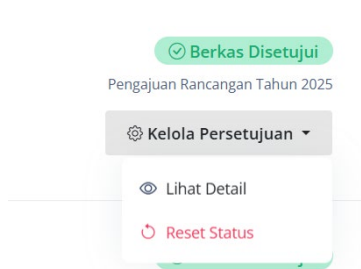 Berkas Disetujui
Pengajuan Rancangan Tahun 2025
Kelola Persetujuan
Lihat Detail
Reset Status